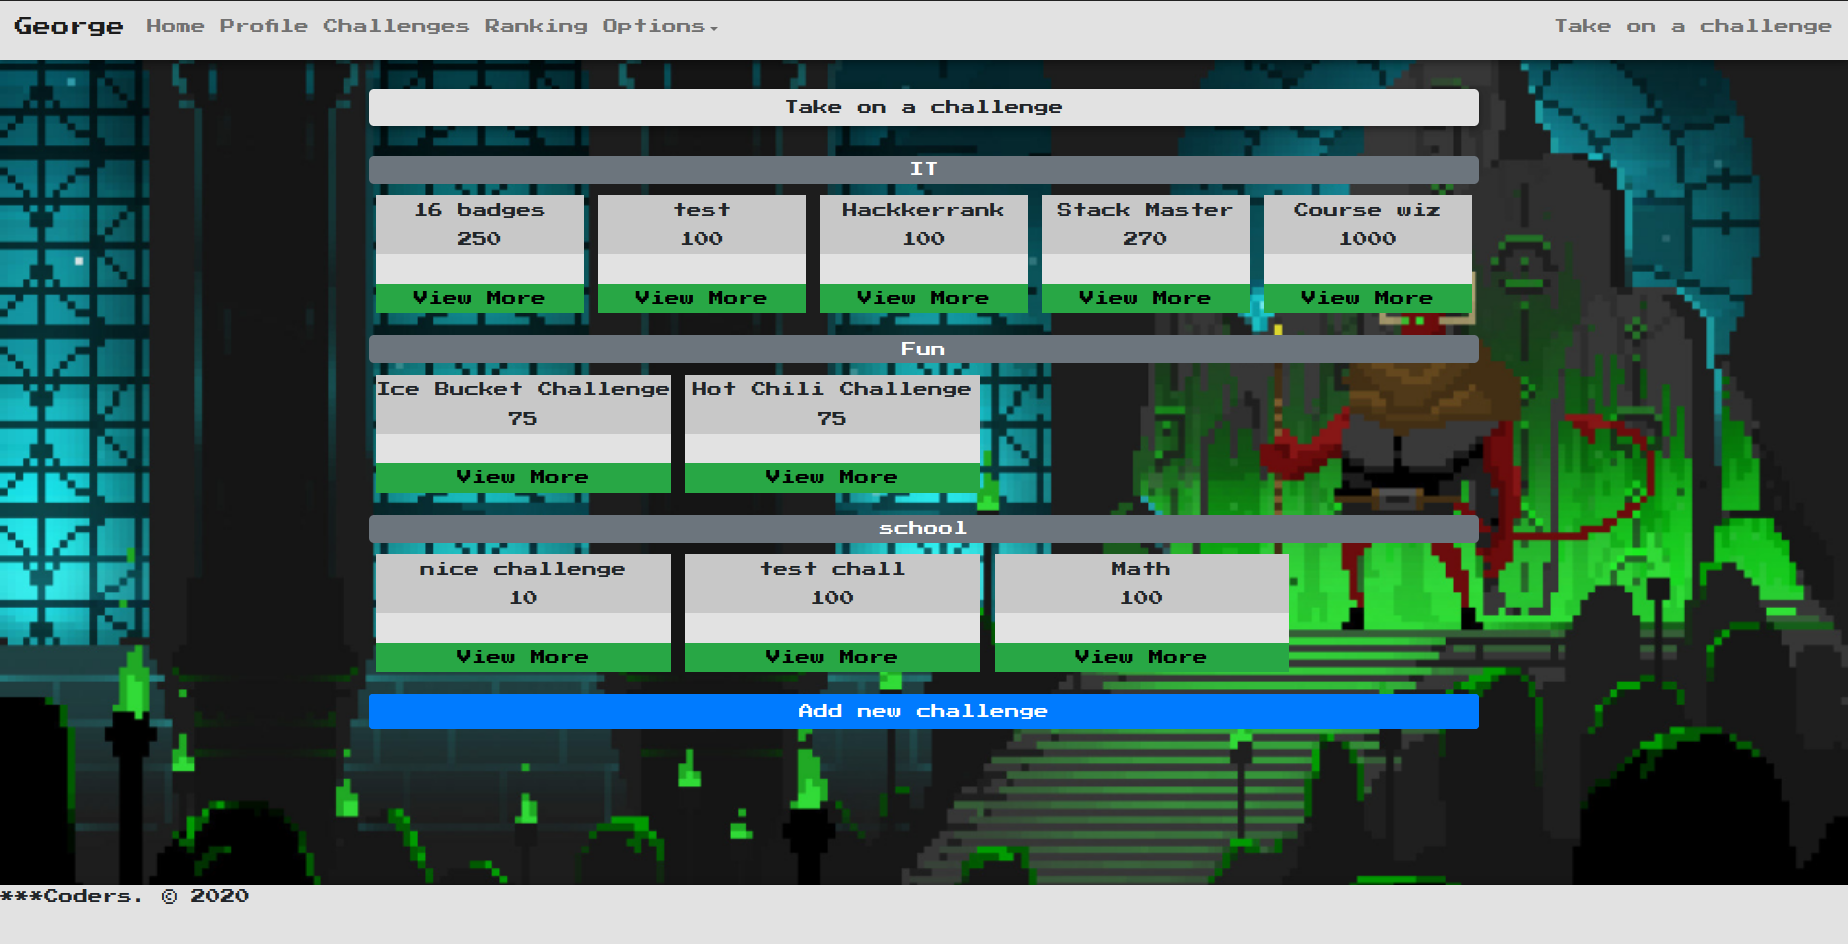 George Home Profile Challenges Ranking Options Take on a challenge
Take on a challenge
IT
16 badges test Hackkerrank Stack Master Course wiz
250 100 100 270 1000
View More View More View More View More View More
Fun
Ice Bucket Challenge Hot Chili Challenge
75 75
View More View More
school
nice challenge test chall Math
10 100 100
View More View More View More
Add new challenge
***Coders. © 2020